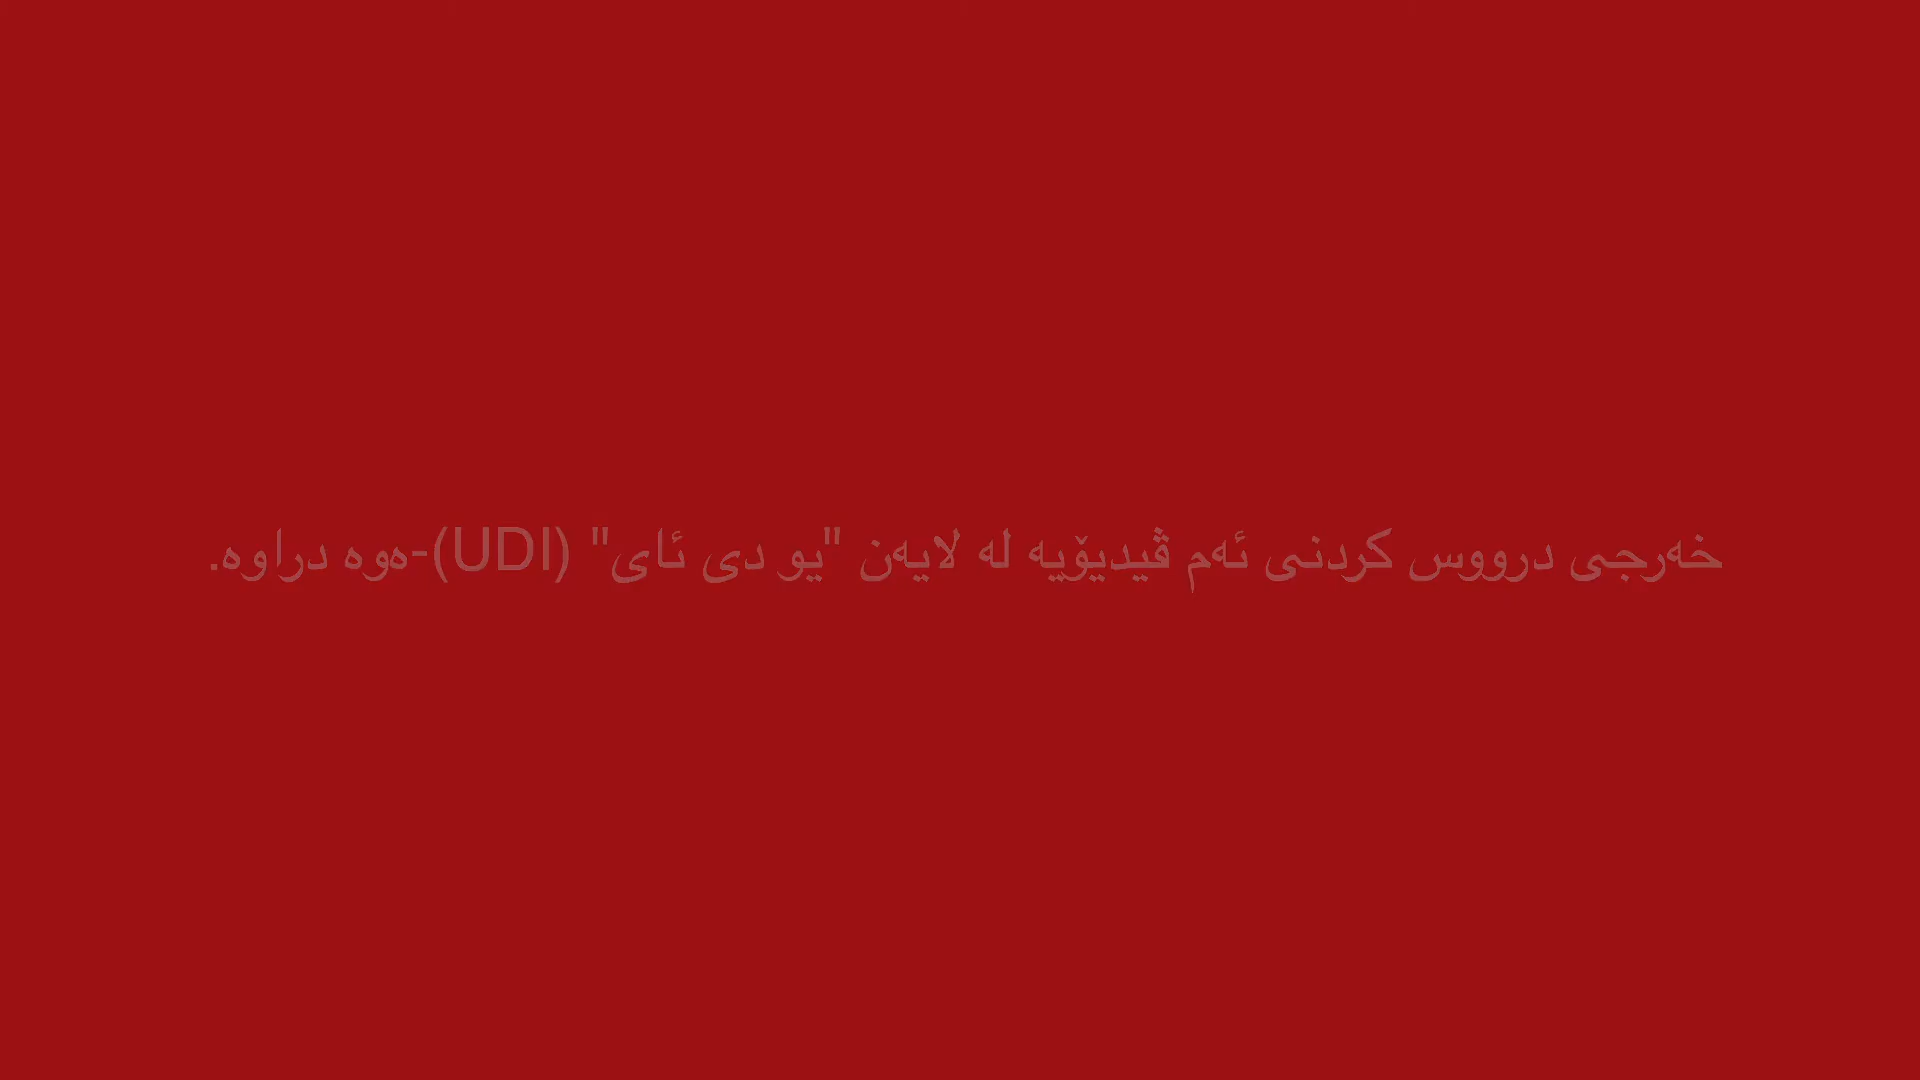 خەرجی درووس کردنی ئەم ڤیدیۆیە لە لایەن "یو دی ئای" (UDI)-ەوە دراوە.